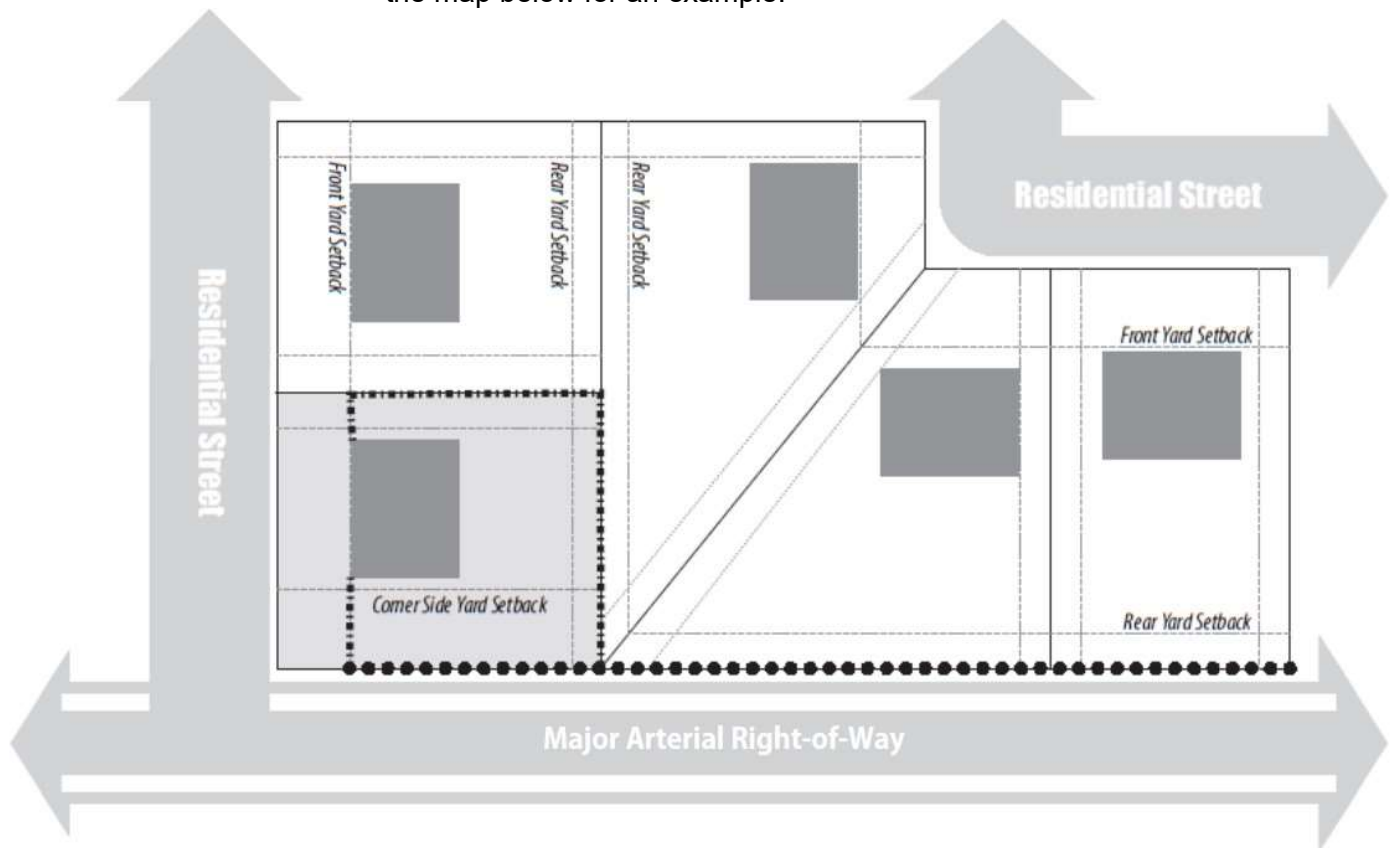 the map below for an example.
Residential Street
Front Yard Setback
Rear Yard Setback
Rear Yard Setback
Residential Street
Front Yard Setback
Corner Side Yard Setback
Rear Yard Setback
Major Arterial Right-of-Way